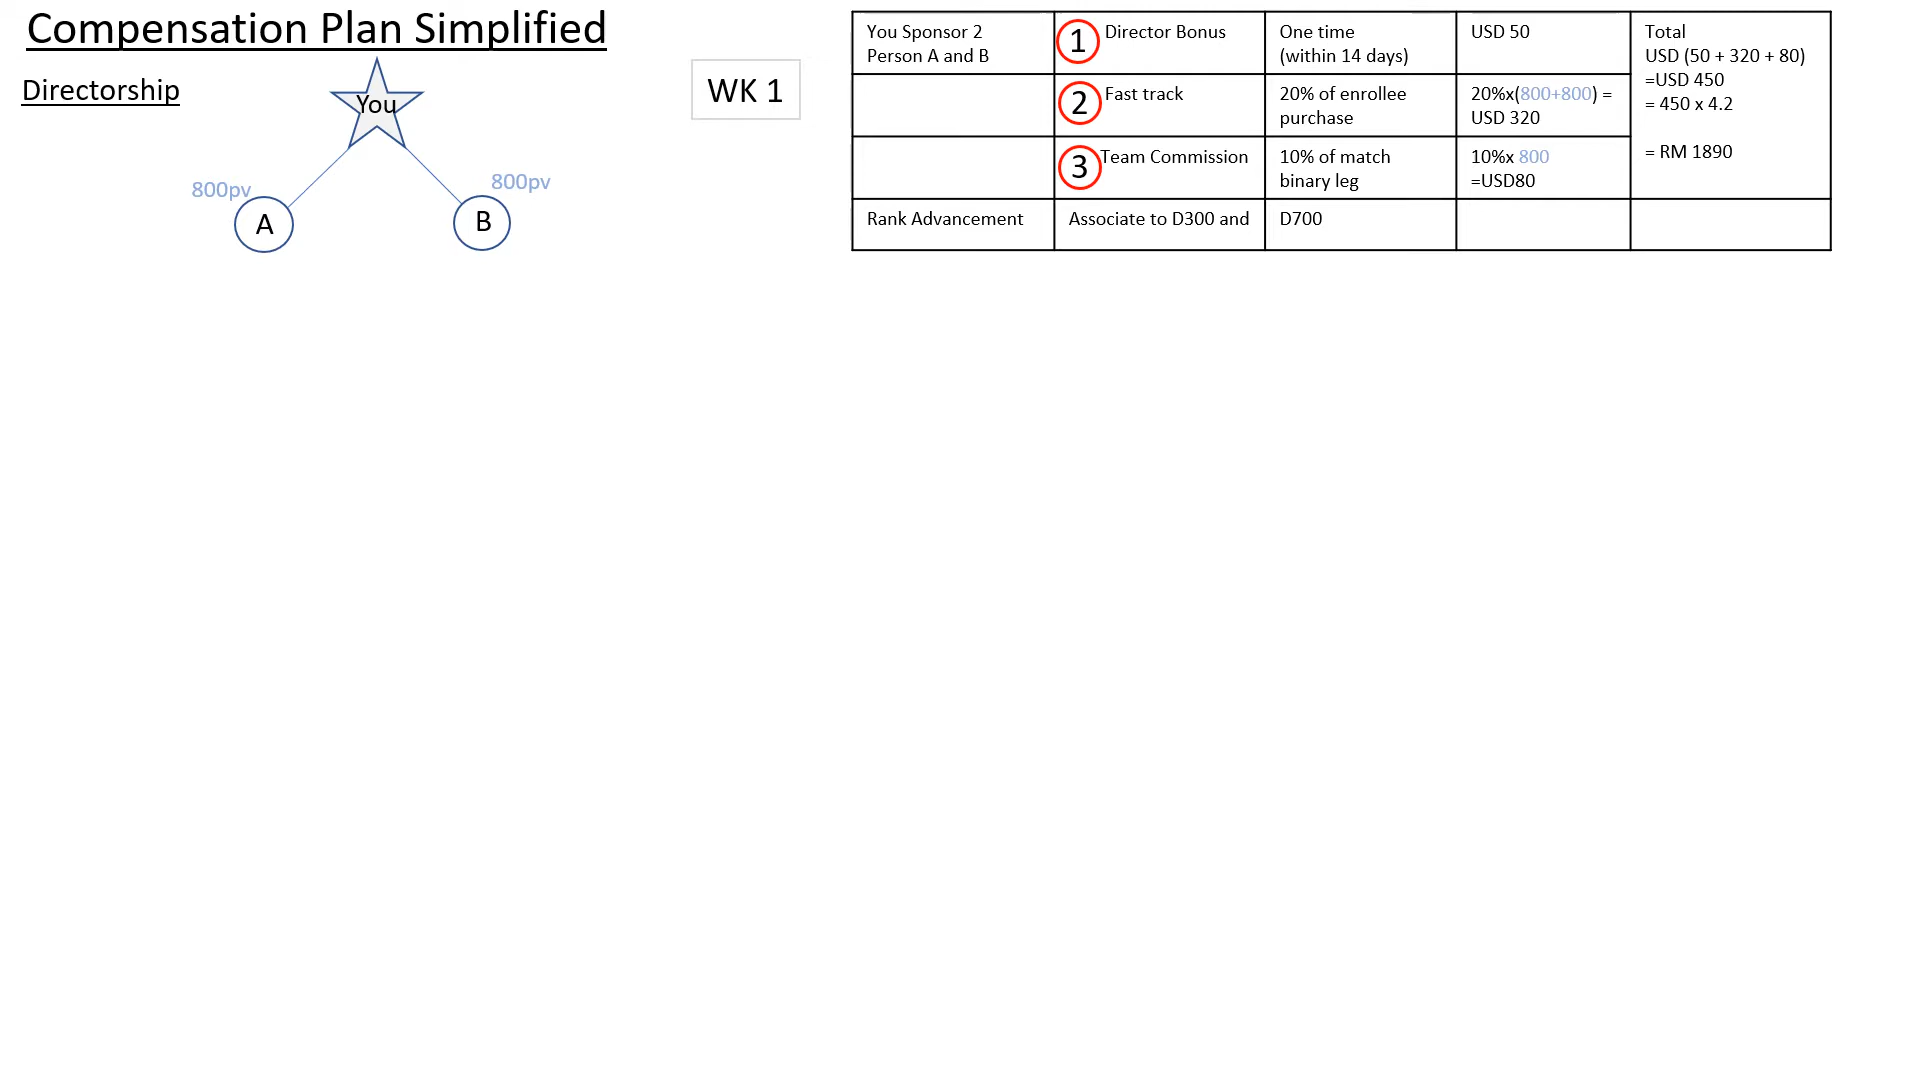 Compensation Plan Simplified
Directorship
You
800pv
800pv
A
B
WK 1
You Sponsor 2
Person A and B
1
Director Bonus
One time
(within 14 days)
USD 50
Total
USD (50 + 320 + 80)
=USD 450
= 450 x 4.2
= RM 1890
2
Fast track
20% of enrollee
purchase
20%x(800+800) =
USD 320
3
Team Commission
10% of match
binary leg
10%x 800
=USD80
Rank Advancement
Associate to D300 and
D700